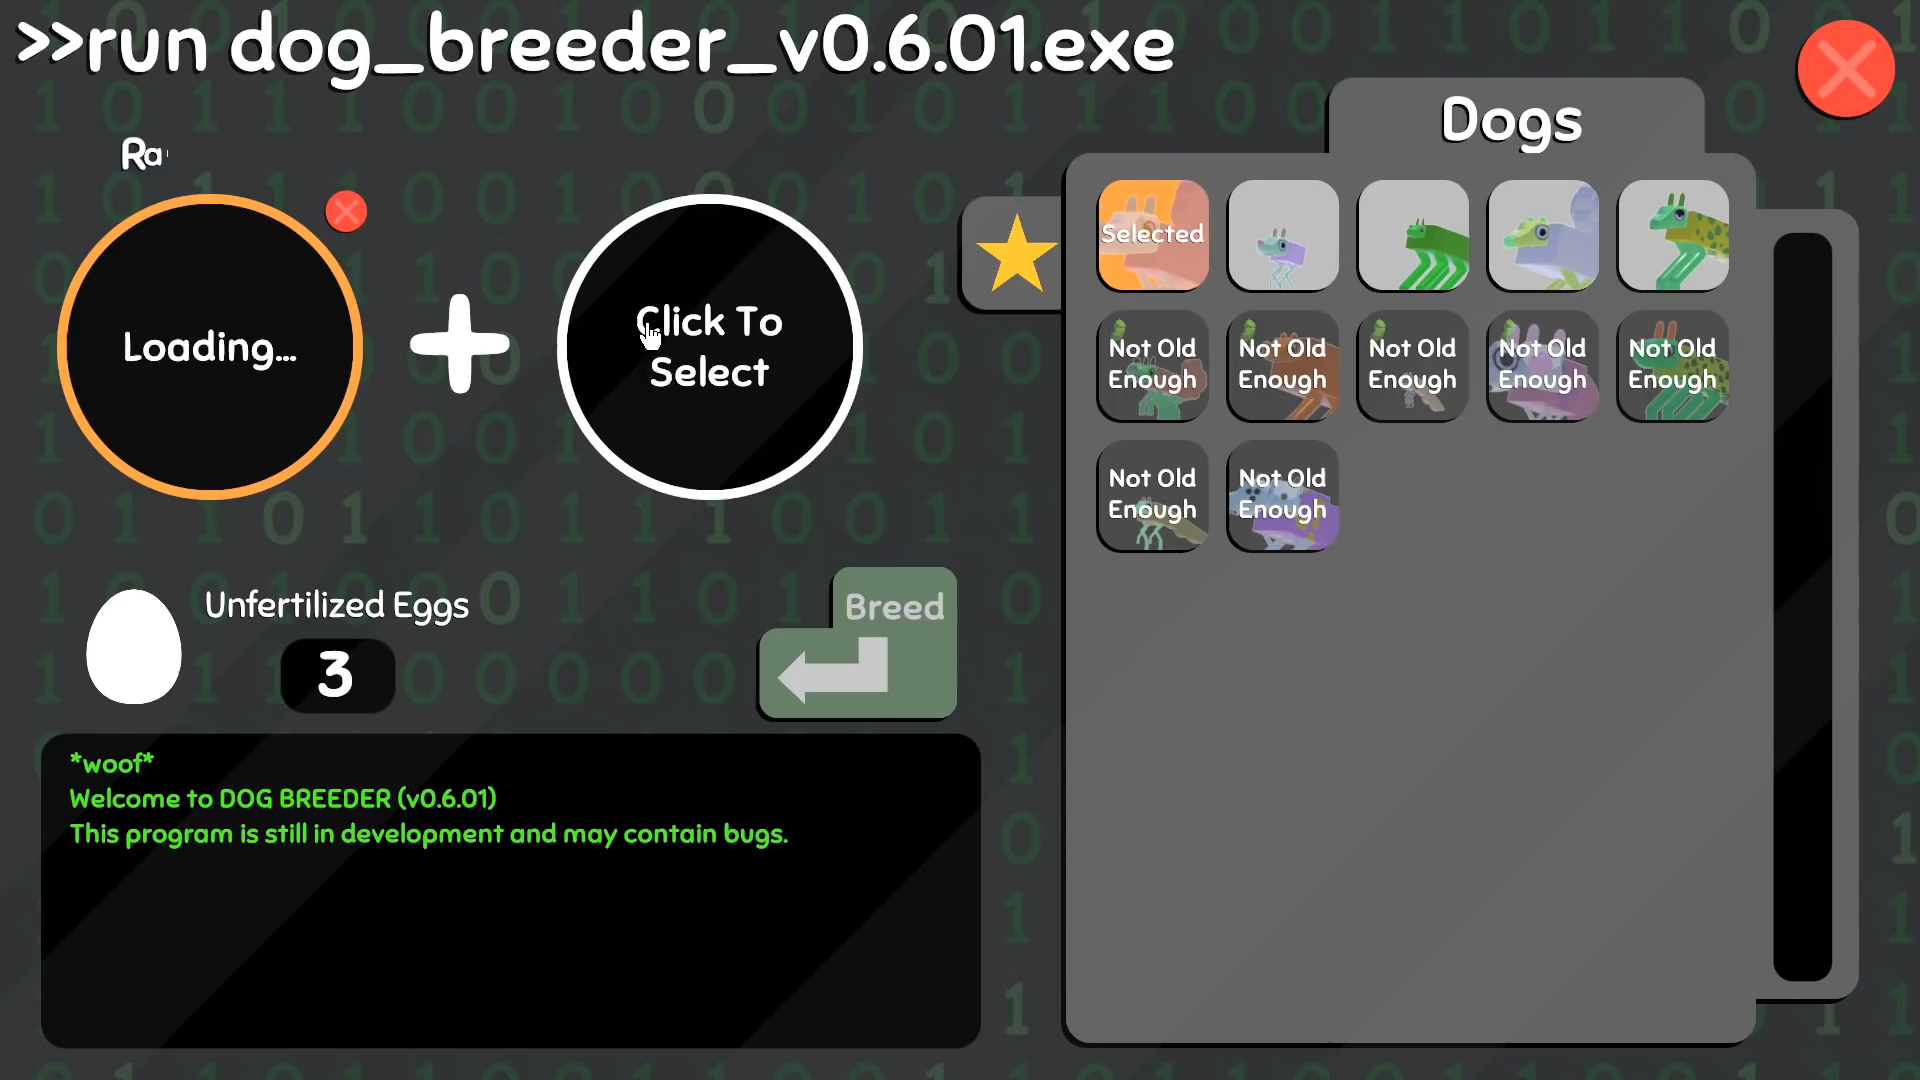 >>run dog_breeder_v0.6.01.exe
Dogs
Ra
Loading...
Click To
Select
Selected
Not Old
Enough
Not Old
Enough
Not Old
Enough
Not Old
Enough
Not Old
Enough
Not Old
Enough
Not Old
Enough
Unfertilized Eggs
3
Breed
*woof*
Welcome to DOG BREEDER (v0.6.01)
This program is still in development and may contain bugs.